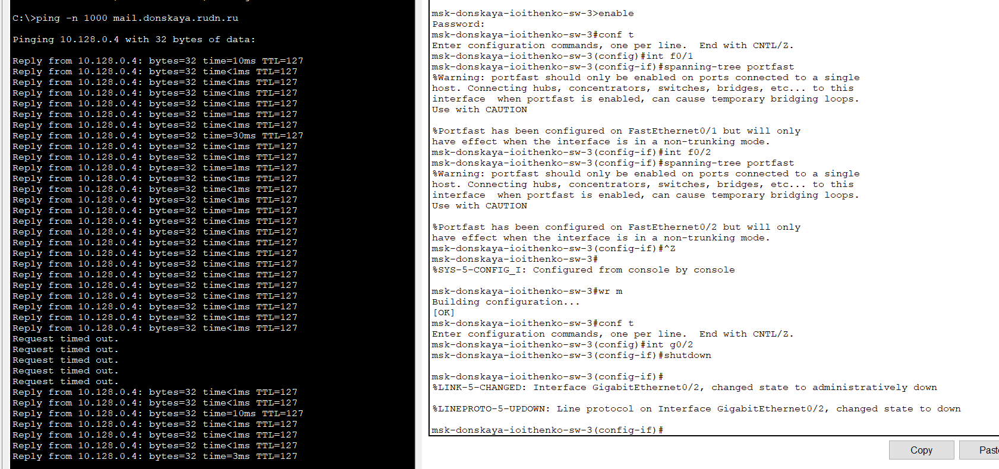 C:\>ping -n 1000 mail.donskaya.rudn.ru
Pinging 10.128.0.4 with 32 bytes of data:
Reply from 10.128.0.4: bytes=32 time=10ms TTL=127
Reply from 10.128.0.4: bytes=32 time<1ms TTL=127
Reply from 10.128.0.4: bytes=32 time<1ms TTL=127
Reply from 10.128.0.4: bytes=32 time<1ms TTL=127
Reply from 10.128.0.4: bytes=32 time<1ms TTL=127
Reply from 10.128.0.4: bytes=32 time=1ms TTL=127
Reply from 10.128.0.4: bytes=32 time<1ms TTL=127
Reply from 10.128.0.4: bytes=32 time=30ms TTL=127
Reply from 10.128.0.4: bytes=32 time<1ms TTL=127
Reply from 10.128.0.4: bytes=32 time<1ms TTL=127
Reply from 10.128.0.4: bytes=32 time=1ms TTL=127
Reply from 10.128.0.4: bytes=32 time<1ms TTL=127
Reply from 10.128.0.4: bytes=32 time<1ms TTL=127
Reply from 10.128.0.4: bytes=32 time<1ms TTL=127
Reply from 10.128.0.4: bytes=32 time=1ms TTL=127
Reply from 10.128.0.4: bytes=32 time<1ms TTL=127
Reply from 10.128.0.4: bytes=32 time<1ms TTL=127
Reply from 10.128.0.4: bytes=32 time<1ms TTL=127
Reply from 10.128.0.4: bytes=32 time<1ms TTL=127
Reply from 10.128.0.4: bytes=32 time<1ms TTL=127
Reply from 10.128.0.4: bytes=32 time<1ms TTL=127
Reply from 10.128.0.4: bytes=32 time<1ms TTL=127
Reply from 10.128.0.4: bytes=32 time<1ms TTL=127
Reply from 10.128.0.4: bytes=32 time<1ms TTL=127
Reply from 10.128.0.4: bytes=32 time<1ms TTL=127
Reply from 10.128.0.4: bytes=32 time<1ms TTL=127
Request timed out.
Request timed out.
Request timed out.
Request timed out.
Request timed out.
Reply from 10.128.0.4: bytes=32 time<1ms TTL=127
Reply from 10.128.0.4: bytes=32 time<1ms TTL=127
Reply from 10.128.0.4: bytes=32 time=10ms TTL=127
Reply from 10.128.0.4: bytes=32 time<1ms TTL=127
Reply from 10.128.0.4: bytes=32 time<1ms TTL=127
Reply from 10.128.0.4: bytes=32 time<1ms TTL=127
Reply from 10.128.0.4: bytes=32 time=3ms TTL=127
msk-donskaya-ioithenko-sw-3>enable
Password:
msk-donskaya-ioithenko-sw-3#conf t
Enter configuration commands, one per line.  End with CNTL/Z.
msk-donskaya-ioithenko-sw-3(config)#int f0/1
msk-donskaya-ioithenko-sw-3(config-if)#spanning-tree portfast
%Warning: portfast should only be enabled on ports connected to a single
host. Connecting hubs, concentrators, switches, bridges, etc... to this
interface  when portfast is enabled, can cause temporary bridging loops.
Use with CAUTION
%Portfast has been configured on FastEthernet0/1 but will only
have effect when the interface is in a non-trunking mode.
msk-donskaya-ioithenko-sw-3(config-if)#int f0/2
msk-donskaya-ioithenko-sw-3(config-if)#spanning-tree portfast
%Warning: portfast should only be enabled on ports connected to a single
host. Connecting hubs, concentrators, switches, bridges, etc... to this
interface  when portfast is enabled, can cause temporary bridging loops.
Use with CAUTION
%Portfast has been configured on FastEthernet0/2 but will only
have effect when the interface is in a non-trunking mode.
msk-donskaya-ioithenko-sw-3(config-if)#^Z
msk-donskaya-ioithenko-sw-3#
%SYS-5-CONFIG_I: Configured from console by console
msk-donskaya-ioithenko-sw-3#wr m
Building configuration...
[OK]
msk-donskaya-ioithenko-sw-3#conf t
Enter configuration commands, one per line.  End with CNTL/Z.
msk-donskaya-ioithenko-sw-3(config)#int g0/2
msk-donskaya-ioithenko-sw-3(config-if)#shutdown
msk-donskaya-ioithenko-sw-3(config-if)#
%LINK-5-CHANGED: Interface GigabitEthernet0/2, changed state to administratively down
%LINEPROTO-5-UPDOWN: Line protocol on Interface GigabitEthernet0/2, changed state to down
msk-donskaya-ioithenko-sw-3(config-if)#
Copy